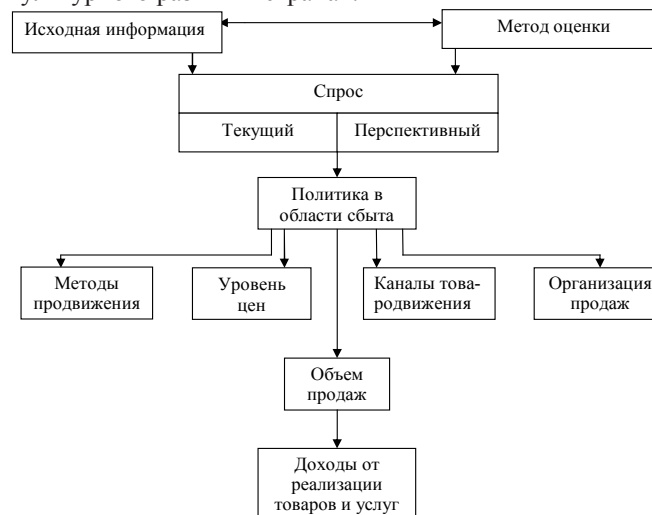 Исходная информация
Метод оценки
Спрос
Текущий
Перспективный
Политика в
области сбыта
Методы
продвижения
Уровень
цен
Каналы това-
родвижения
Организация
продаж
Объем
продаж
Доходы от
реализации
товаров и услуг